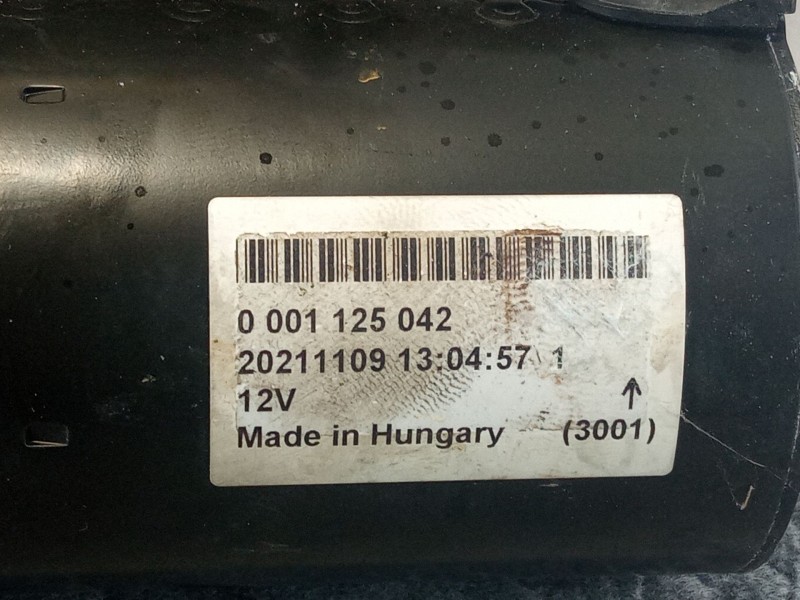 0 001 125 042
20211109 13:04:57 1
12V
Made in Hungary (3001)